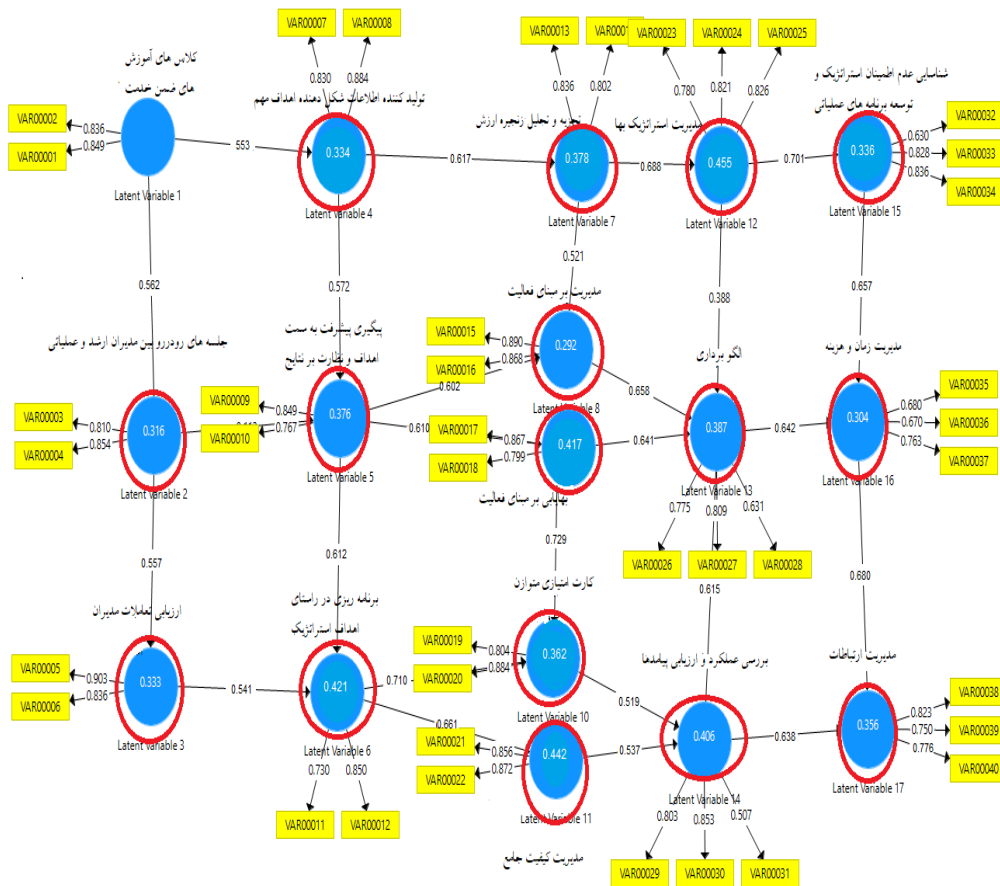 VAR00007
VAR00008
VAR00013
VAR00023
VAR00024
VAR00025
کلاس های آموزش
های ضمن خدمت
0.830
0.884
0.836
0.802
0.780
0.821
0.826
شناسایی عدم اطمینان استراتژیک و
توسعه برنامه های عملیاتی
تولید کننده اطلاعات شکل دهنده اهداف مهم
تجزیه و تحلیل زنجیره ارزش
مدیریت استراتژیک بها
VAR00002
VAR00001
0.836
0.849
553
0.334
0.617
0.378
0.688
0.455
0.701
0.336
0.630
0.828
0.836
VAR00032
VAR00033
VAR00034
Latent Variable 1
Latent Variable 4
Latent Variable 7
Latent Variable 12
Latent Variable 15
0.562
0.572
0.521
0.388
0.657
جلسه های رودررو بین مدیران ارشد و عملیاتی
پیگیری پیشرفت به سمت
اهداف و نظارت بر نتایج
مدیریت بر مبنای فعالیت
الگو برداری
مدیریت زمان و هزینه
VAR00015
VAR00016
0.890
0.868
0.602
0.292
0.658
Latent Variable 8
VAR00003
VAR00004
0.810
0.854
0.316
VAR00009
VAR00010
0.849
0.767
0.376
0.610
VAR00017
VAR00018
0.867
0.799
0.417
0.641
0.387
0.642
0.304
0.680
0.670
0.763
VAR00035
VAR00036
VAR00037
Latent Variable 2
Latent Variable 5
بهایابی بر مبنای فعالیت
Latent Variable 13
Latent Variable 16
0.775
0.809
0.631
VAR00026
VAR00027
VAR00028
0.557
0.612
0.729
0.615
0.680
ارزیابی تعاملات مدیران
برنامه ریزی در راستای
اهداف استراتژیک
کارت امتیازی متوازن
بررسی عملکرد و ارزیابی پیامدها
مدیریت ارتباطات
VAR00005
VAR00006
0.903
0.836
0.333
0.541
0.421
0.710
0.661
VAR00019
VAR00020
0.804
0.884
0.362
0.519
Latent Variable 10
VAR00021
VAR00022
0.856
0.872
0.442
0.537
0.406
0.638
0.356
0.823
0.750
0.776
VAR00038
VAR00039
VAR00040
Latent Variable 3
Latent Variable 6
Latent Variable 11
Latent Variable 14
Latent Variable 17
0.730
0.850
VAR00011
VAR00012
0.803
0.853
0.507
مدیریت کیفیت جامع
VAR00029
VAR00030
VAR00031